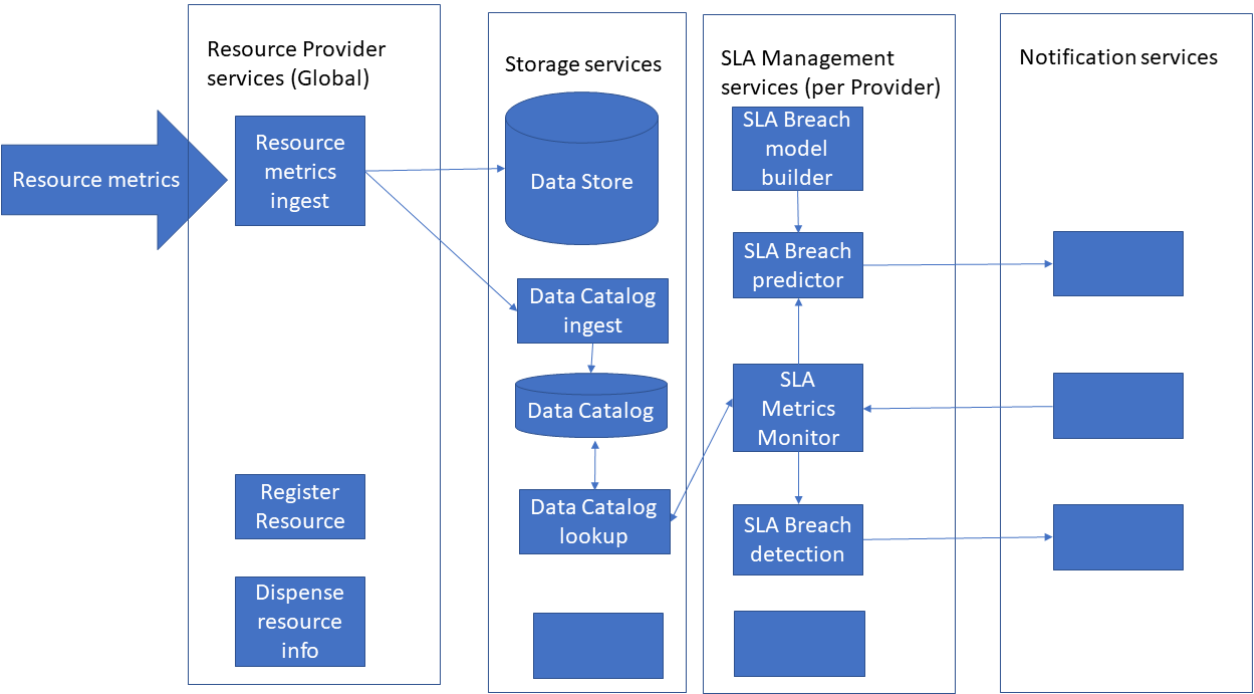 Resource metrics
Resource Provider
services (Global)
Resource
metrics
ingest
Register
Resource
Dispense
resource
info
Storage services
Data Store
Data Catalog
ingest
Data Catalog
Data Catalog
lookup
SLA Management
services (per Provider)
SLA Breach
model
builder
SLA Breach
predictor
SLA
Metrics
Monitor
SLA Breach
detection
Notification services